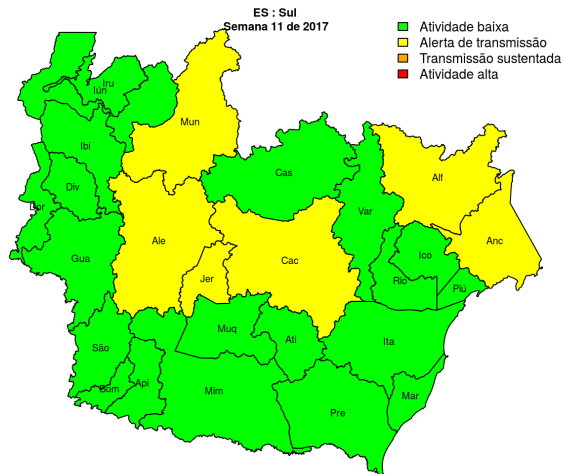 ES : Sul
Semana 11 de 2017
Atividade baixa
Alerta de transmissão
Transmissão sustentada
Atividade alta
Iru
Iún
Mun
Ibi
Cas
Alf
Div
Dor
Var
Ale
Anc
Gua
Ico
Cac
Jer
Rio
Piú
Muq
Ati
Ita
São
Api
Bom
Mim
Mar
Pre